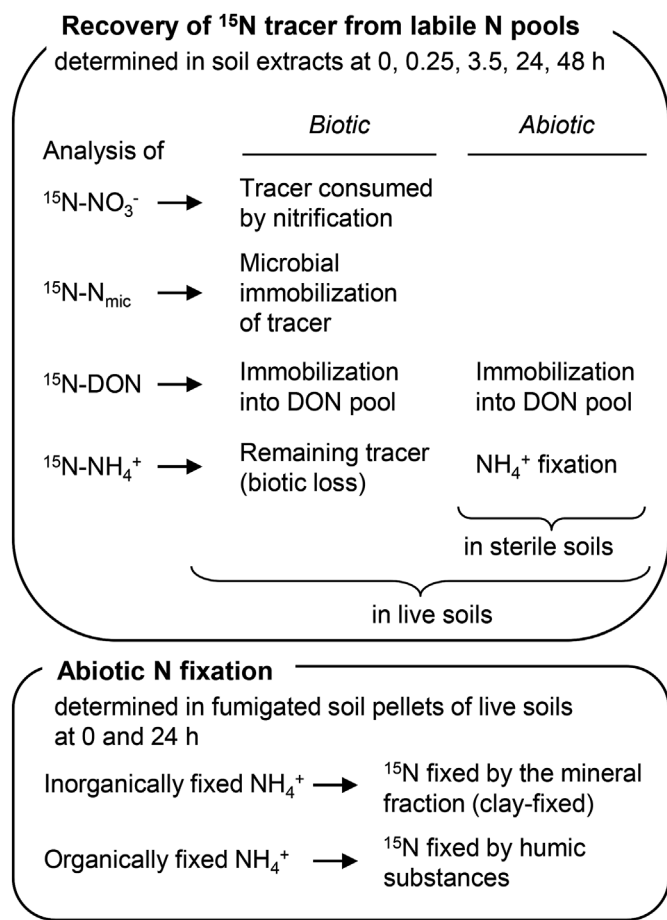 Recovery of ¹⁵N tracer from labile N pools
determined in soil extracts at 0, 0.25, 3.5, 24, 48 h
Biotic Abiotic
Analysis of
¹⁵N-NO₃⁻ → Tracer consumed
by nitrification
Microbial
¹⁵N-Nmic → immobilization
of tracer
¹⁵N-DON → Immobilization Immobilization
into DON pool into DON pool
¹⁵N-NH₄⁺ → Remaining tracer NH₄⁺ fixation
(biotic loss)
in sterile soils
in live soils
Abiotic N fixation
determined in fumigated soil pellets of live soils
at 0 and 24 h
Inorganically fixed NH₄⁺ → ¹⁵N fixed by the mineral
fraction (clay-fixed)
Organically fixed NH₄⁺ → ¹⁵N fixed by humic
substances